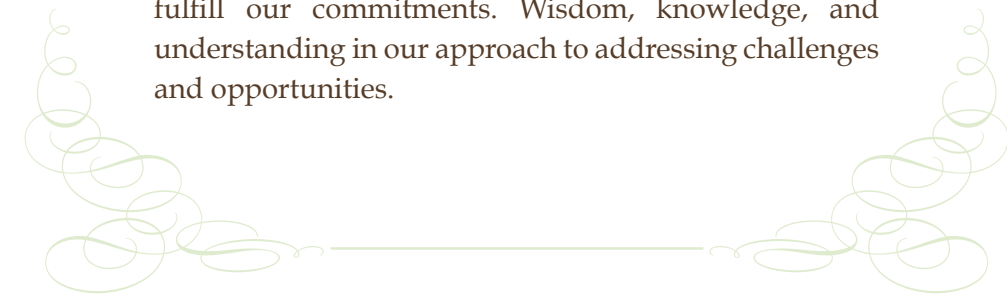 fulfill our commitments. Wisdom, knowledge, and
understanding in our approach to addressing challenges
and opportunities.